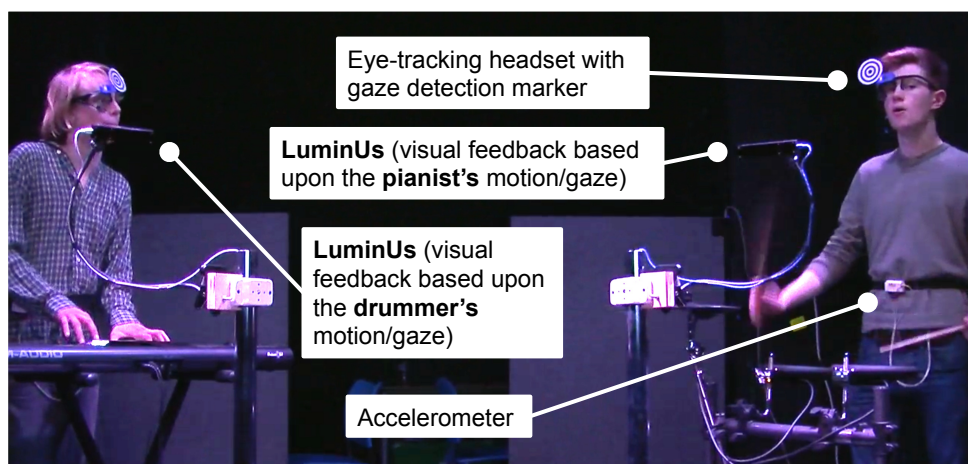 Eye-tracking headset with
gaze detection marker
LuminUs (visual feedback based
upon the pianist's motion/gaze)
LuminUs (visual
feedback based upon
the drummer's
motion/gaze)
M-AUDIO
Accelerometer